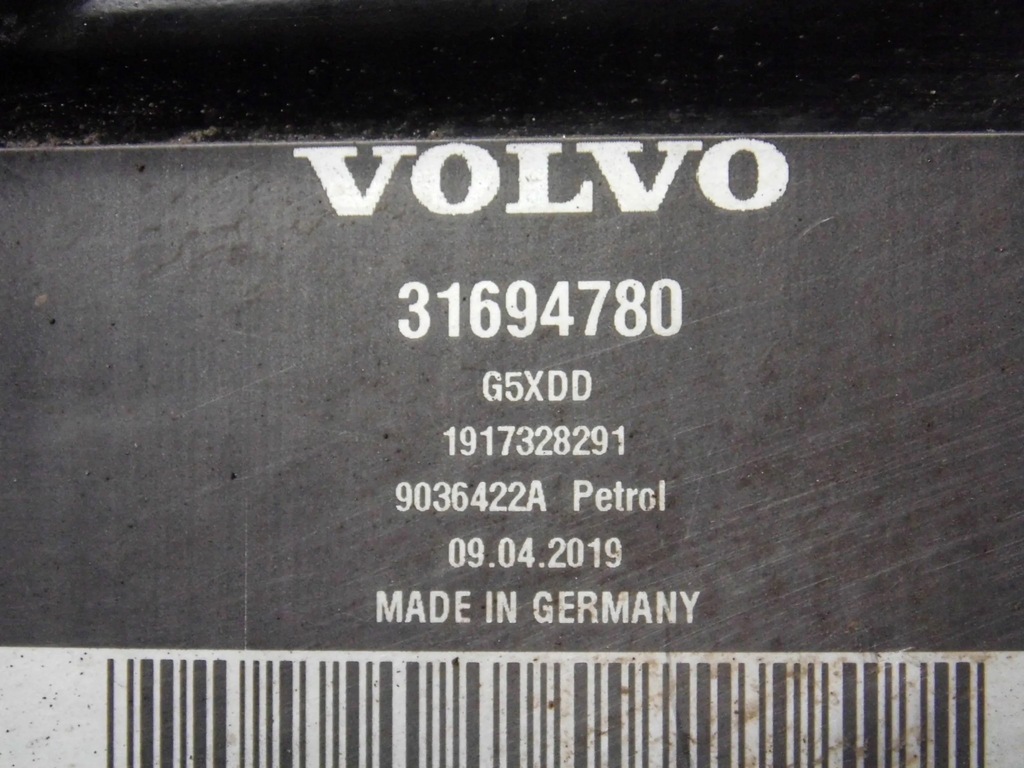 VOLVO
31694780
G5XDD
1917328291
9036422A Petrol
09.04.2019
MADE IN GERMANY